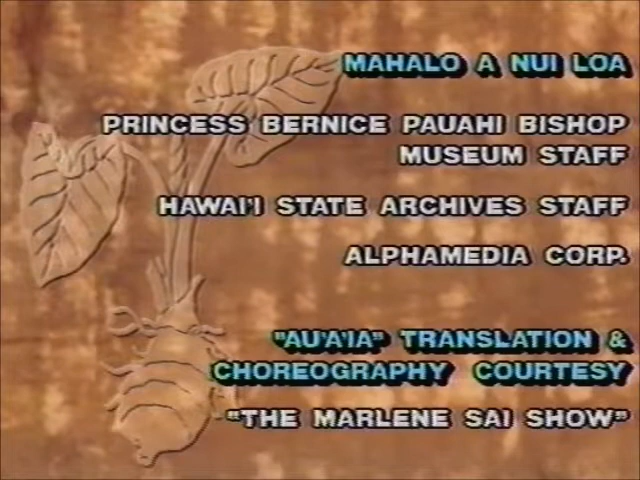 MAHALO A NUI LOA
PRINCESS BERNICE PAUAHI BISHOP
MUSEUM STAFF
HAWAI'I STATE ARCHIVES STAFF
ALPHAMEDIA CORP.
"AU'A'IA" TRANSLATION &
CHOREOGRAPHY COURTESY
"THE MARLENE SAI SHOW"